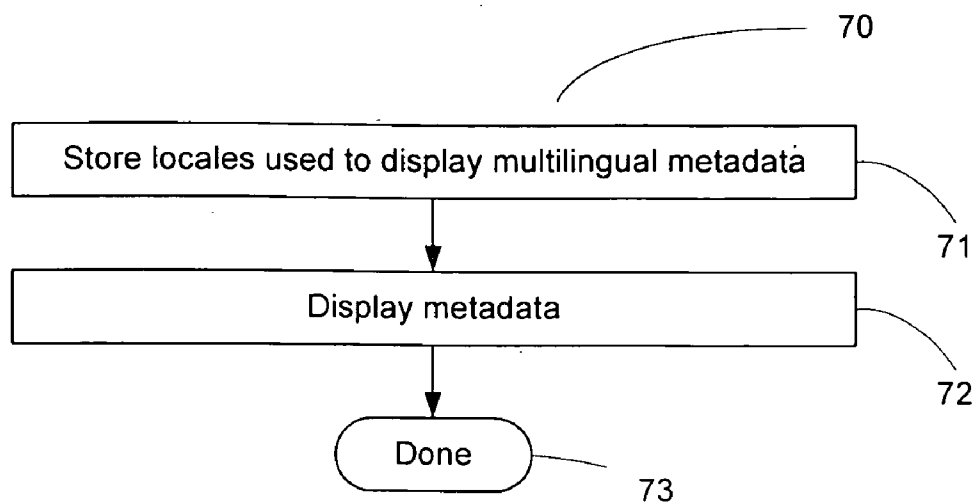 70
Store locales used to display multilingual metadata
71
Display metadata
72
Done
73